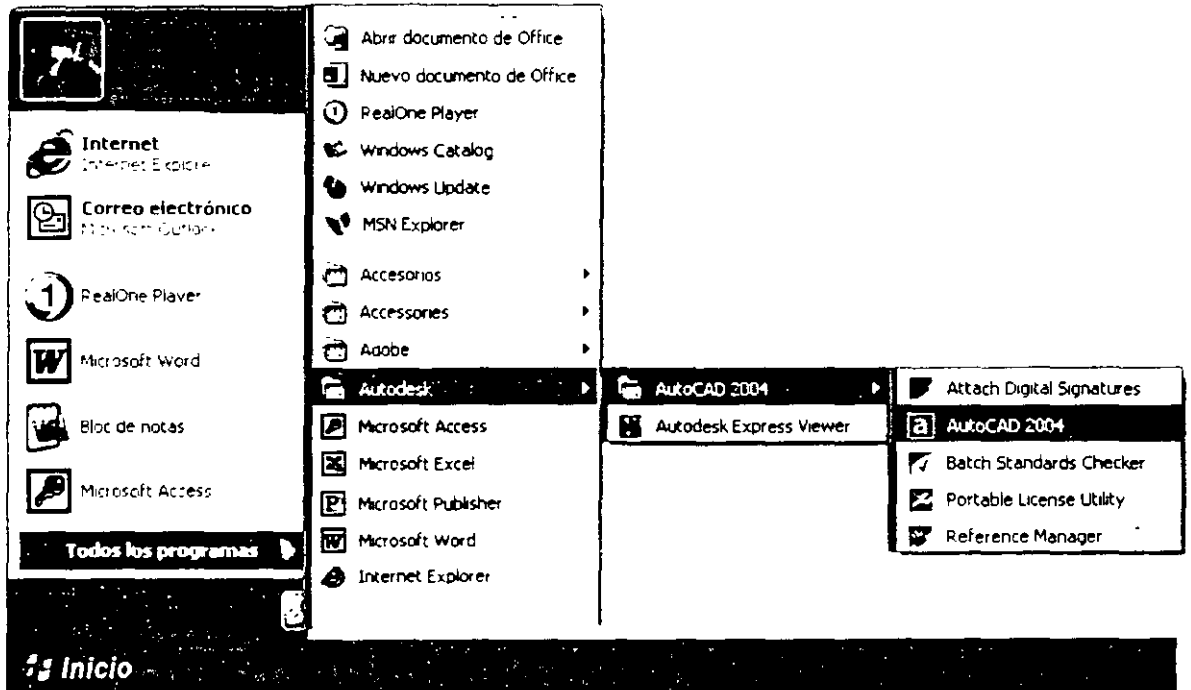 Internet
Internet Explorer
Correo electrónico
Microsoft Outlook
RealOne Player
Microsoft Word
Bloc de notas
Microsoft Access
Todos los programas
Abrir documento de Office
Nuevo documento de Office
RealOne Player
Windows Catalog
Windows Update
MSN Explorer
Accesorios
Accessories
Adobe
Autodesk
Microsoft Access
Microsoft Excel
Microsoft Publisher
Microsoft Word
Internet Explorer
AutoCAD 2004
Autodesk Express Viewer
Attach Digital Signatures
AutoCAD 2004
Batch Standards Checker
Portable License Utility
Reference Manager
Inicio